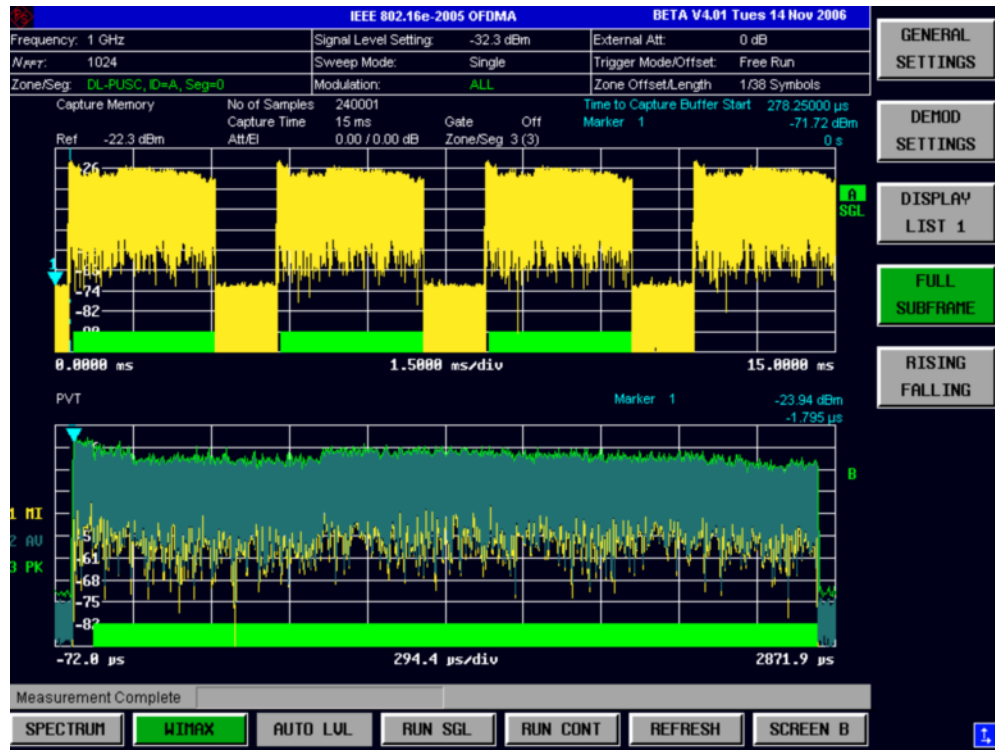 IEEE 802.16e-2005 OFDMA BETA V4.01 Tues 14 Nov 2006
Frequency: 1 GHz Signal Level Setting: -32.3 dBm External Att: 0 dB
NFFT: 1024 Sweep Mode: Single Trigger Mode/Offset: Free Run
Zone/Seg: DL-PUSC, ID=A, Seg=0 Modulation: ALL Zone Offset/Length 1/38 Symbols
Capture Memory No of Samples 240001 Time to Capture Buffer Start 278.25000 µs
Capture Time 15 ms Gate Off Marker 1 -71.72 dBm
Ref -22.3 dBm Att/El 0.00 / 0.00 dB Zone/Seg 3 (3) 0 s
-26
A
SGL
1
-74
-82
0.0000 ms 1.5000 ms/div 15.0000 ms
PVT Marker 1 -23.94 dBm
-1.795 µs
B
1 MI
2 AV
3 PK
-61
-68
-75
-82
-72.0 µs 294.4 µs/div 2871.9 µs
Measurement Complete
SPECTRUM WIMAX AUTO LVL RUN SGL RUN CONT REFRESH SCREEN B
GENERAL
SETTINGS
DEMOD
SETTINGS
DISPLAY
LIST 1
FULL
SUBFRAME
RISING
FALLING